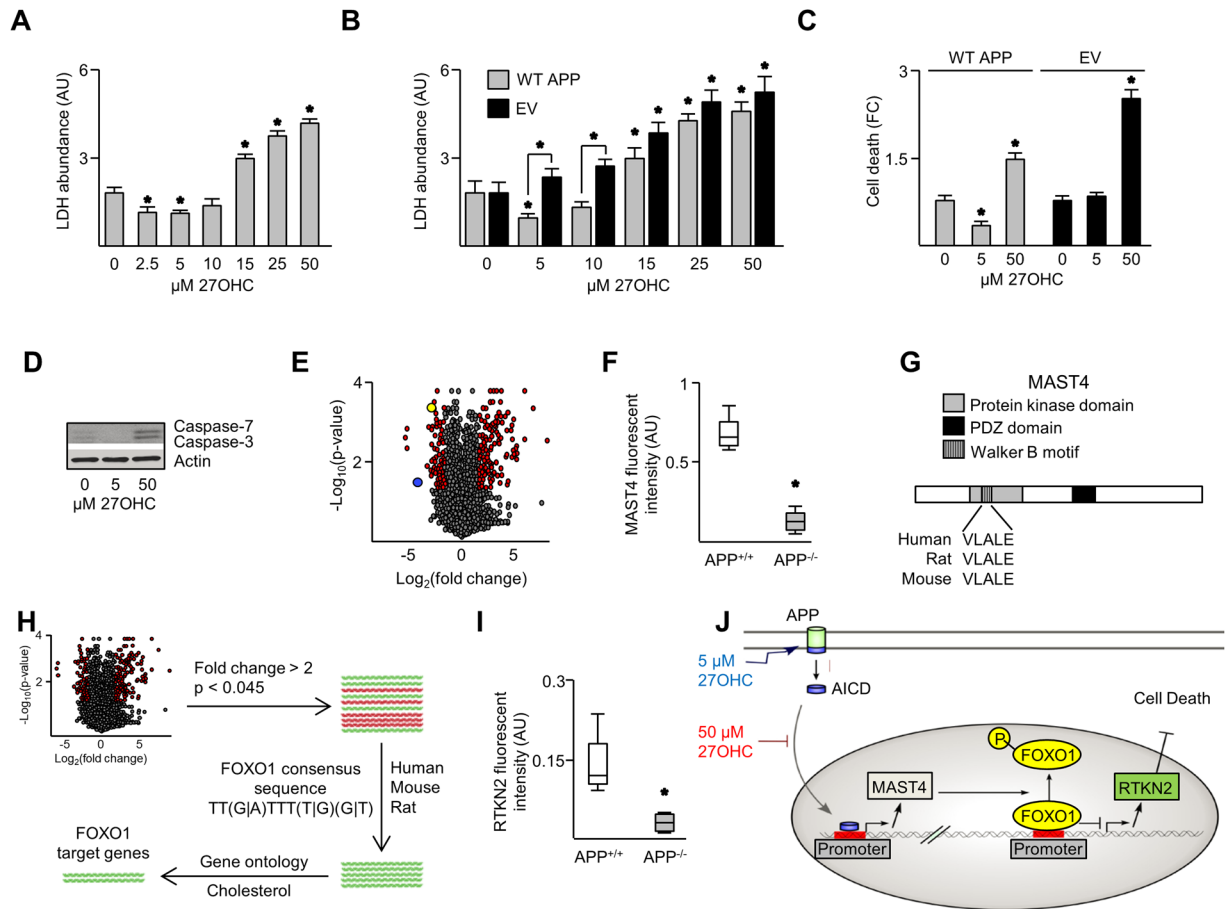 A
LDH abundance (AU)
6
3
*
*
*
*
*
0 2.5 5 10 15 25 50
µM 27OHC
B
LDH abundance (AU)
6
3
WT APP
EV
*
*
*
*
*
*
*
*
*
0 5 10 15 25 50
µM 27OHC
C
WT APP EV
Cell death (FC)
3
1.5
0
*
*
*
0 5 50 0 5 50
µM 27OHC
D
Caspase-7
Caspase-3
Actin
0 5 50
µM 27OHC
E
-Log10(p-value)
4
2
-5 0 5
Log2(fold change)
F
MAST4 fluorescent
intensity (AU)
1
0.5
0
*
APP+/+ APP-/-
G
MAST4
Protein kinase domain
PDZ domain
Walker B motif
Human VLALE
Rat VLALE
Mouse VLALE
H
-Log10(p-value)
4
2
-5 0 5
Log2(fold change)
Fold change > 2
p < 0.045
FOXO1 consensus
sequence
TT(G|A)TTT(T|G)(G|T)
Human
Mouse
Rat
FOXO1
target genes
Gene ontology
Cholesterol
I
RTKN2 fluorescent
intensity (AU)
0.3
0.15
0
*
APP+/+ APP-/-
J
APP
5 µM
27OHC
AICD
50 µM
27OHC
Cell Death
P
FOXO1
MAST4
RTKN2
FOXO1
Promoter
Promoter